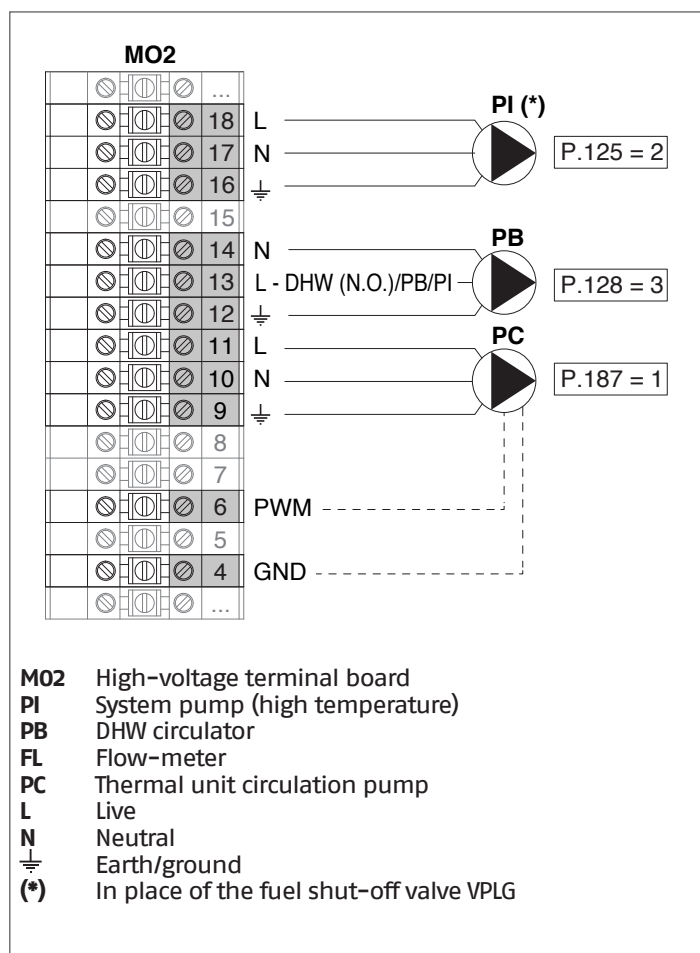 MO2
...
18 L PI (*)
17 N P.125 = 2
16 ⏚
15
14 N PB
13 L - DHW (N.O.)/PB/PI P.128 = 3
12 ⏚
11 L PC
10 N P.187 = 1
9 ⏚
8
7
6 PWM
5
4 GND
...
MO2 High-voltage terminal board
PI System pump (high temperature)
PB DHW circulator
FL Flow-meter
PC Thermal unit circulation pump
L Live
N Neutral
⏚ Earth/ground
(*) In place of the fuel shut-off valve VPLG